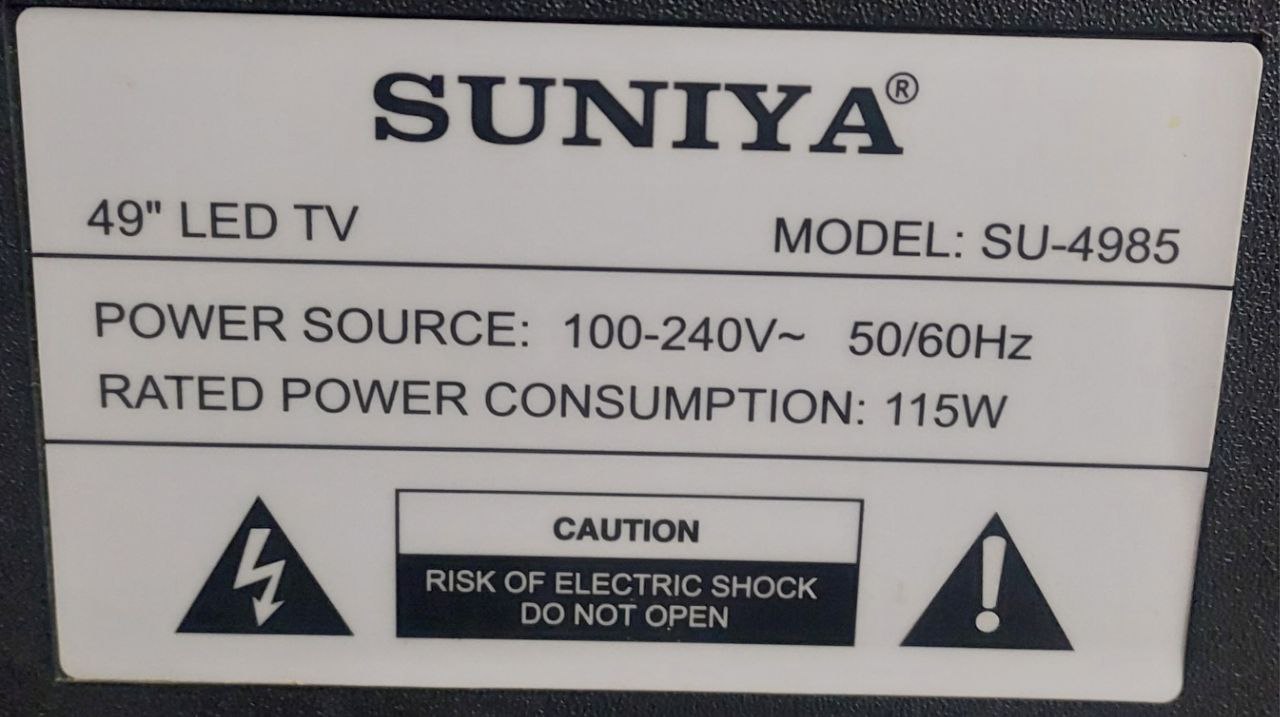 SUNIYA®
49" LED TV MODEL: SU-4985
POWER SOURCE: 100-240V~ 50/60Hz
RATED POWER CONSUMPTION: 115W
CAUTION
RISK OF ELECTRIC SHOCK
DO NOT OPEN